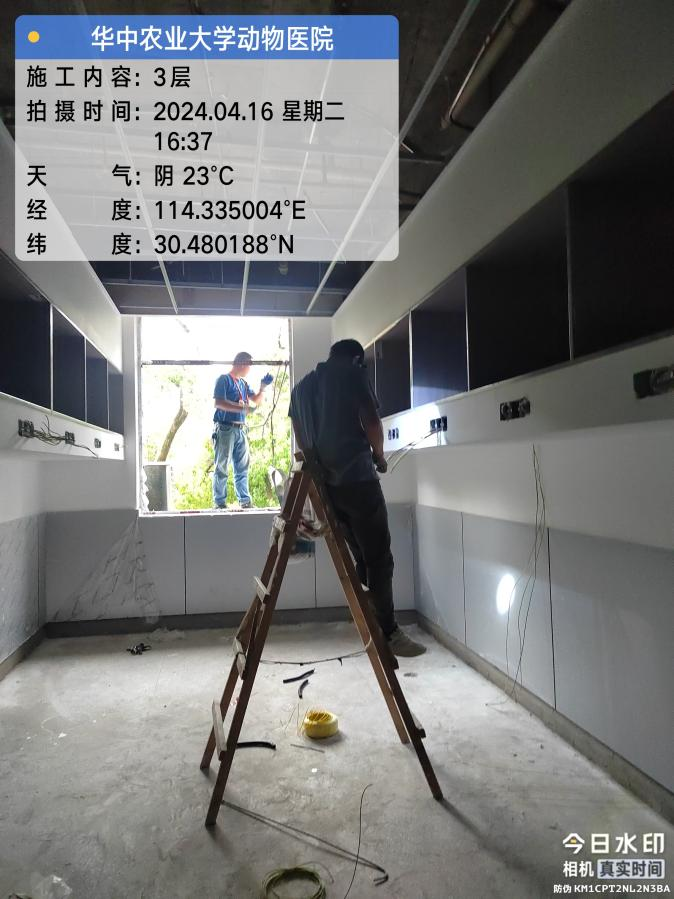 华中农业大学动物医院
施工内容：3层
拍摄时间：2024.04.16 星期二
16:37
天气：阴 23℃
经度：114.335004°E
纬度：30.480188°N
今日水印
相机 真实时间
防伪 KM1CPT2NL2N3BA